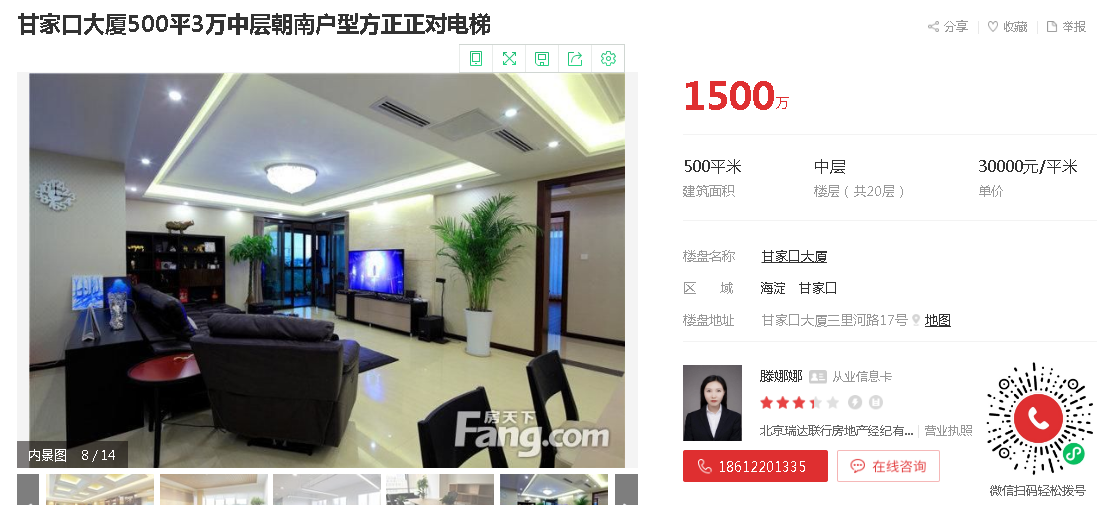 甘家口大厦500平3万中层朝南户型方正正对电梯
分享 收藏 举报
1500万
500平米 中层 30000元/平米
建筑面积 楼层（共20层） 单价
楼盘名称 甘家口大厦
区 域 海淀 甘家口
楼盘地址 甘家口大厦三里河路17号 地图
滕娜娜 从业信息卡
北京瑞达联行房地产经纪有... 营业执照
18612201335 在线咨询
微信扫码轻松拨号
房天下
Fang.com
内景图 8/14